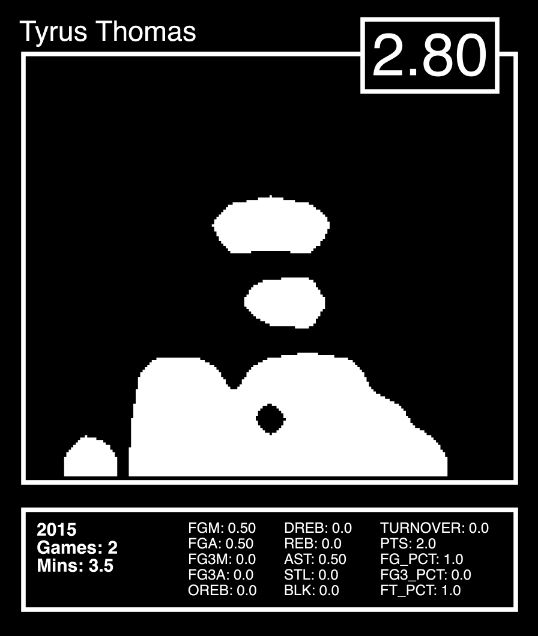 Tyrus Thomas
2.80
2015
Games: 2
Mins: 3.5
FGM: 0.50
FGA: 0.50
FG3M: 0.0
FG3A: 0.0
OREB: 0.0
DREB: 0.0
REB: 0.0
AST: 0.50
STL: 0.0
BLK: 0.0
TURNOVER: 0.0
PTS: 2.0
FG_PCT: 1.0
FG3_PCT: 0.0
FT_PCT: 1.0